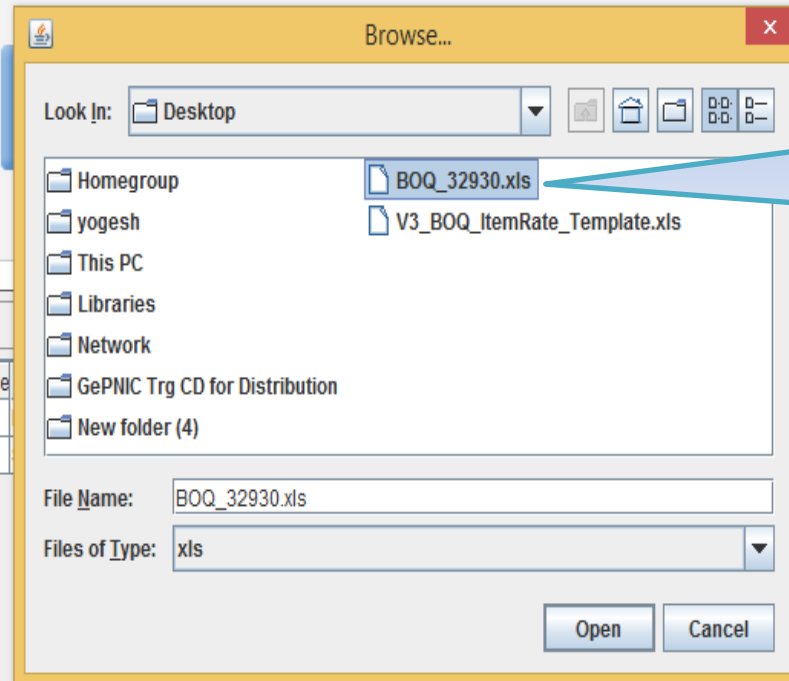 Browse...
x
Look In: Desktop
Homegroup
yogesh
This PC
Libraries
Network
GePNIC Trg CD for Distribution
New folder (4)
BOQ_32930.xls
V3_BOQ_ItemRate_Template.xls
e
File Name: BOQ_32930.xls
Files of Type: xls
Open Cancel